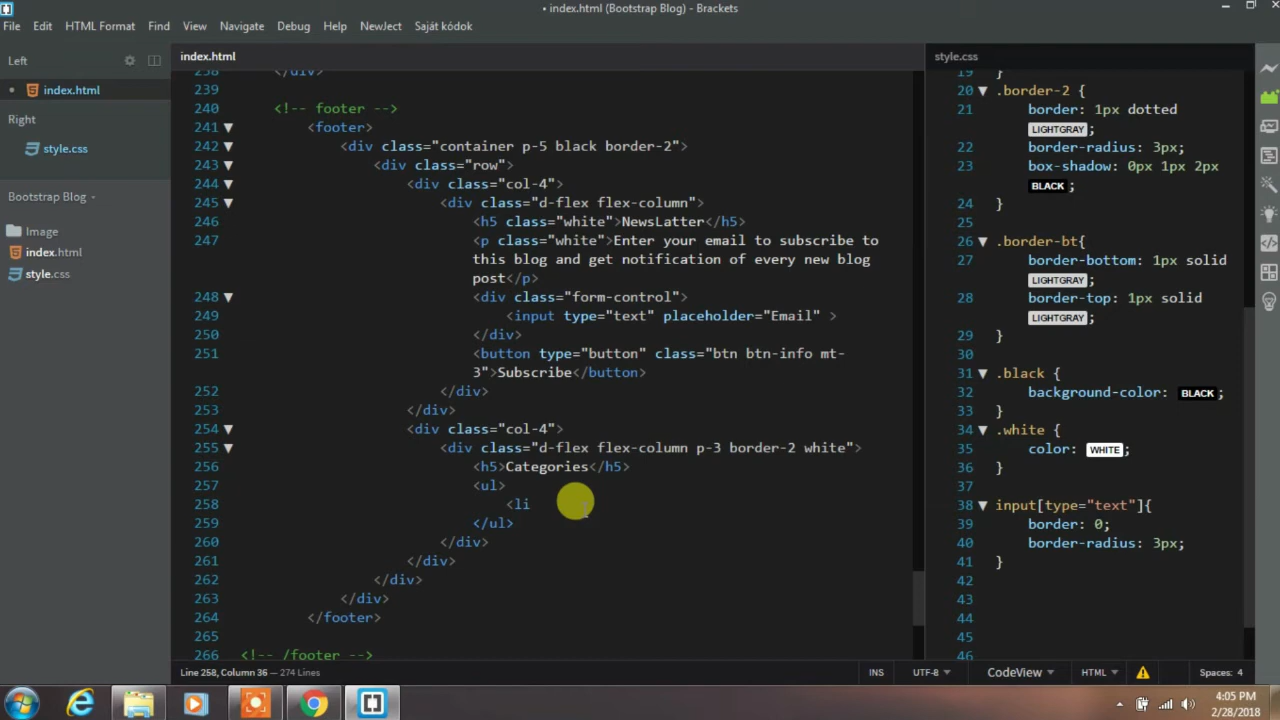 • index.html (Bootstrap Blog) - Brackets
File Edit HTML Format Find View Navigate Debug Help NewJect Saját kódok
Left
• index.html
Right
style.css
Bootstrap Blog
Image
index.html
style.css
index.html
238 </div>
239
240 <!-- footer -->
241 <footer>
242 <div class="container p-5 black border-2">
243 <div class="row">
244 <div class="col-4">
245 <div class="d-flex flex-column">
246 <h5 class="white">NewsLatter</h5>
247 <p class="white">Enter your email to subscribe to
this blog and get notification of every new blog
post</p>
248 <div class="form-control">
249 <input type="text" placeholder="Email" >
250 </div>
251 <button type="button" class="btn btn-info mt-
3">Subscribe</button>
252 </div>
253 </div>
254 <div class="col-4">
255 <div class="d-flex flex-column p-3 border-2 white">
256 <h5>Categories</h5>
257 <ul>
258 <li
259 </ul>
260 </div>
261 </div>
262 </div>
263 </div>
264 </footer>
265
266 <!-- /footer -->
style.css
19 }
20 .border-2 {
21 border: 1px dotted
LIGHTGRAY ;
22 border-radius: 3px;
23 box-shadow: 0px 1px 2px
BLACK ;
24 }
25
26 .border-bt{
27 border-bottom: 1px solid
LIGHTGRAY ;
28 border-top: 1px solid
LIGHTGRAY ;
29 }
30
31 .black {
32 background-color: BLACK ;
33 }
34 .white {
35 color: WHITE ;
36 }
37
38 input[type="text"]{
39 border: 0;
40 border-radius: 3px;
41 }
42
43
44
45
46
Line 258, Column 36 — 274 Lines
INS UTF-8 CodeView HTML Spaces: 4
4:05 PM
2/28/2018